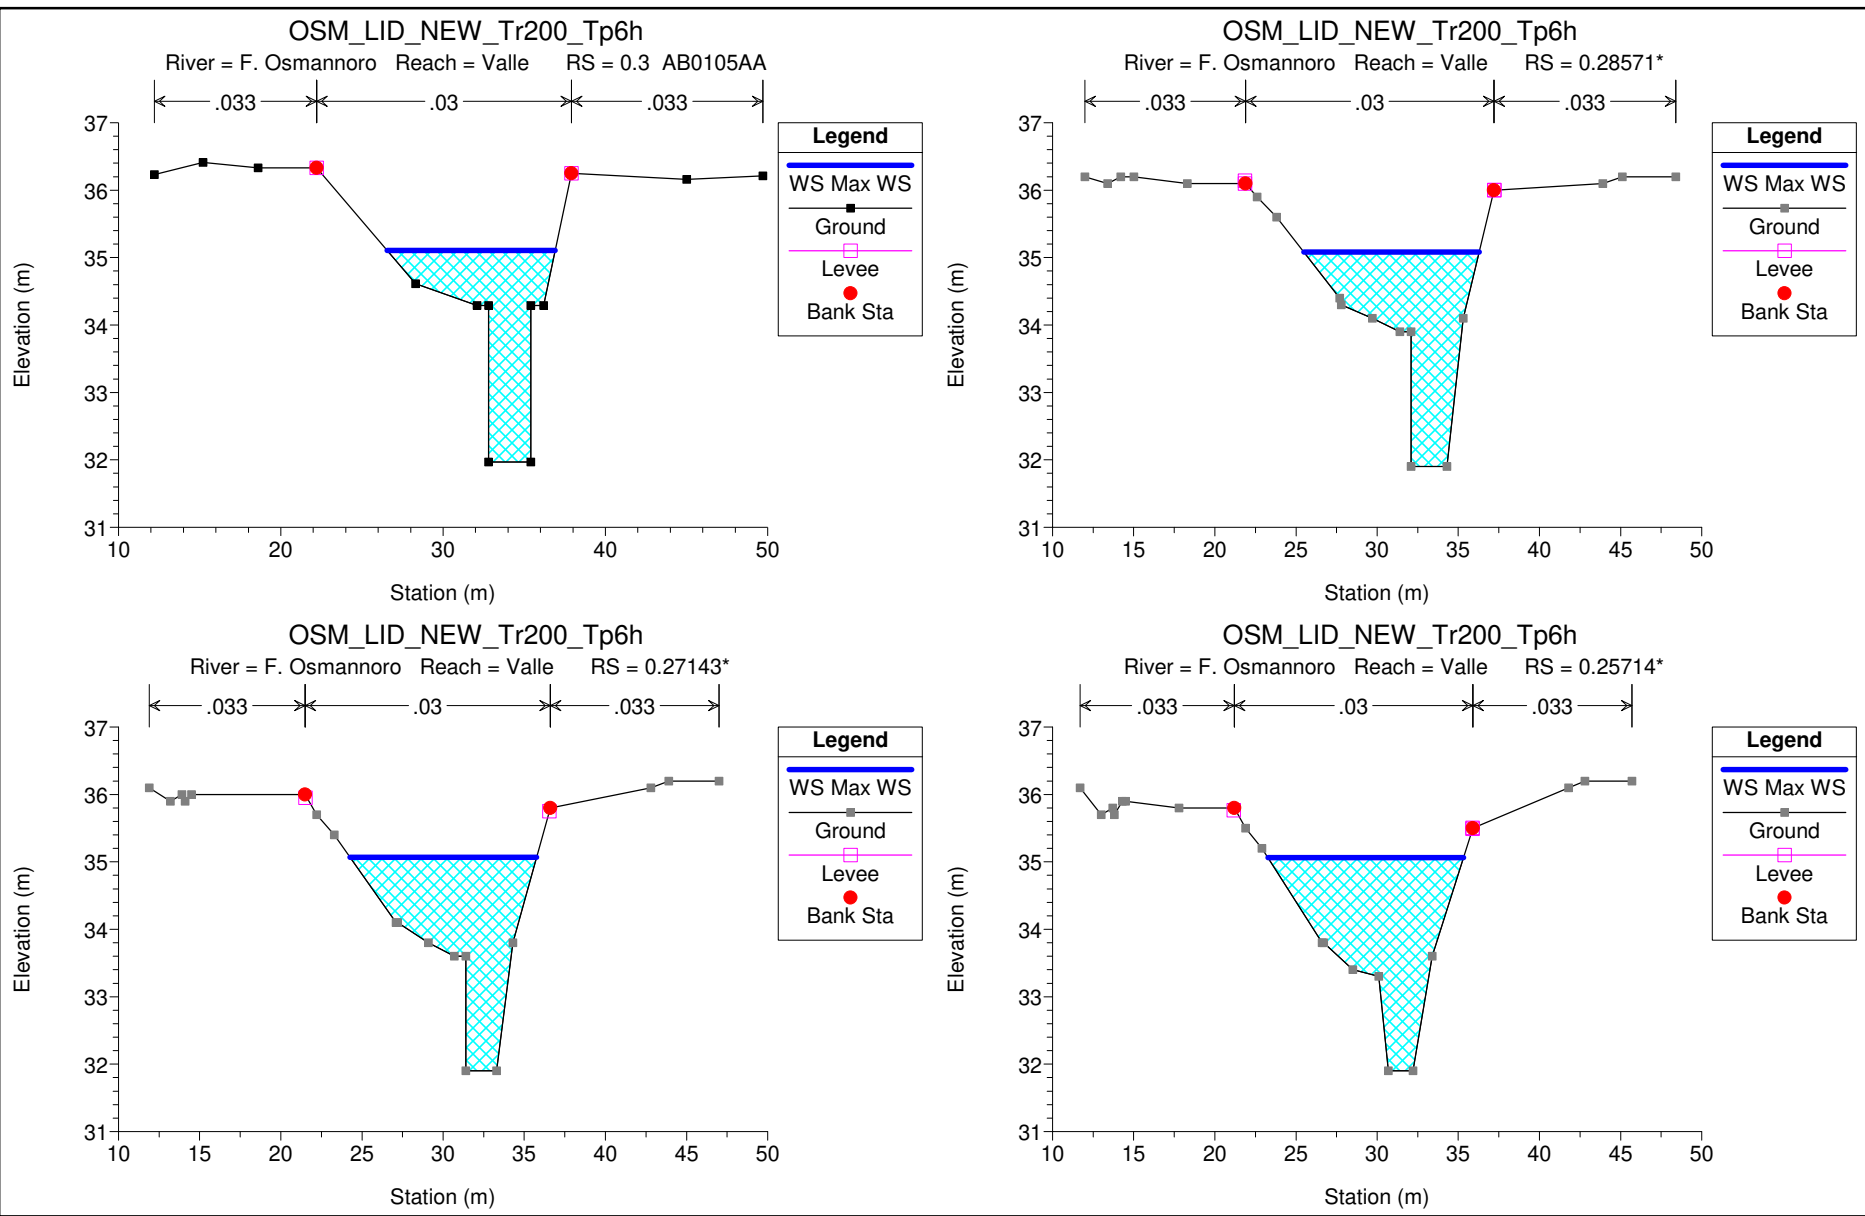 OSM_LID_NEW_Tr200_Tp6h
River = F. Osmannoro Reach = Valle RS = 0.3 AB0105AA
.033 .03 .033
37
36
35
34
33
32
31
10 20 30 40 50
Elevation (m)
Station (m)
Legend
WS Max WS
Ground
Levee
Bank Sta
OSM_LID_NEW_Tr200_Tp6h
River = F. Osmannoro Reach = Valle RS = 0.28571*
.033 .03 .033
37
36
35
34
33
32
31
10 15 20 25 30 35 40 45 50
Elevation (m)
Station (m)
Legend
WS Max WS
Ground
Levee
Bank Sta
OSM_LID_NEW_Tr200_Tp6h
River = F. Osmannoro Reach = Valle RS = 0.27143*
.033 .03 .033
37
36
35
34
33
32
31
10 15 20 25 30 35 40 45 50
Elevation (m)
Station (m)
Legend
WS Max WS
Ground
Levee
Bank Sta
OSM_LID_NEW_Tr200_Tp6h
River = F. Osmannoro Reach = Valle RS = 0.25714*
.033 .03 .033
37
36
35
34
33
32
31
10 15 20 25 30 35 40 45 50
Elevation (m)
Station (m)
Legend
WS Max WS
Ground
Levee
Bank Sta